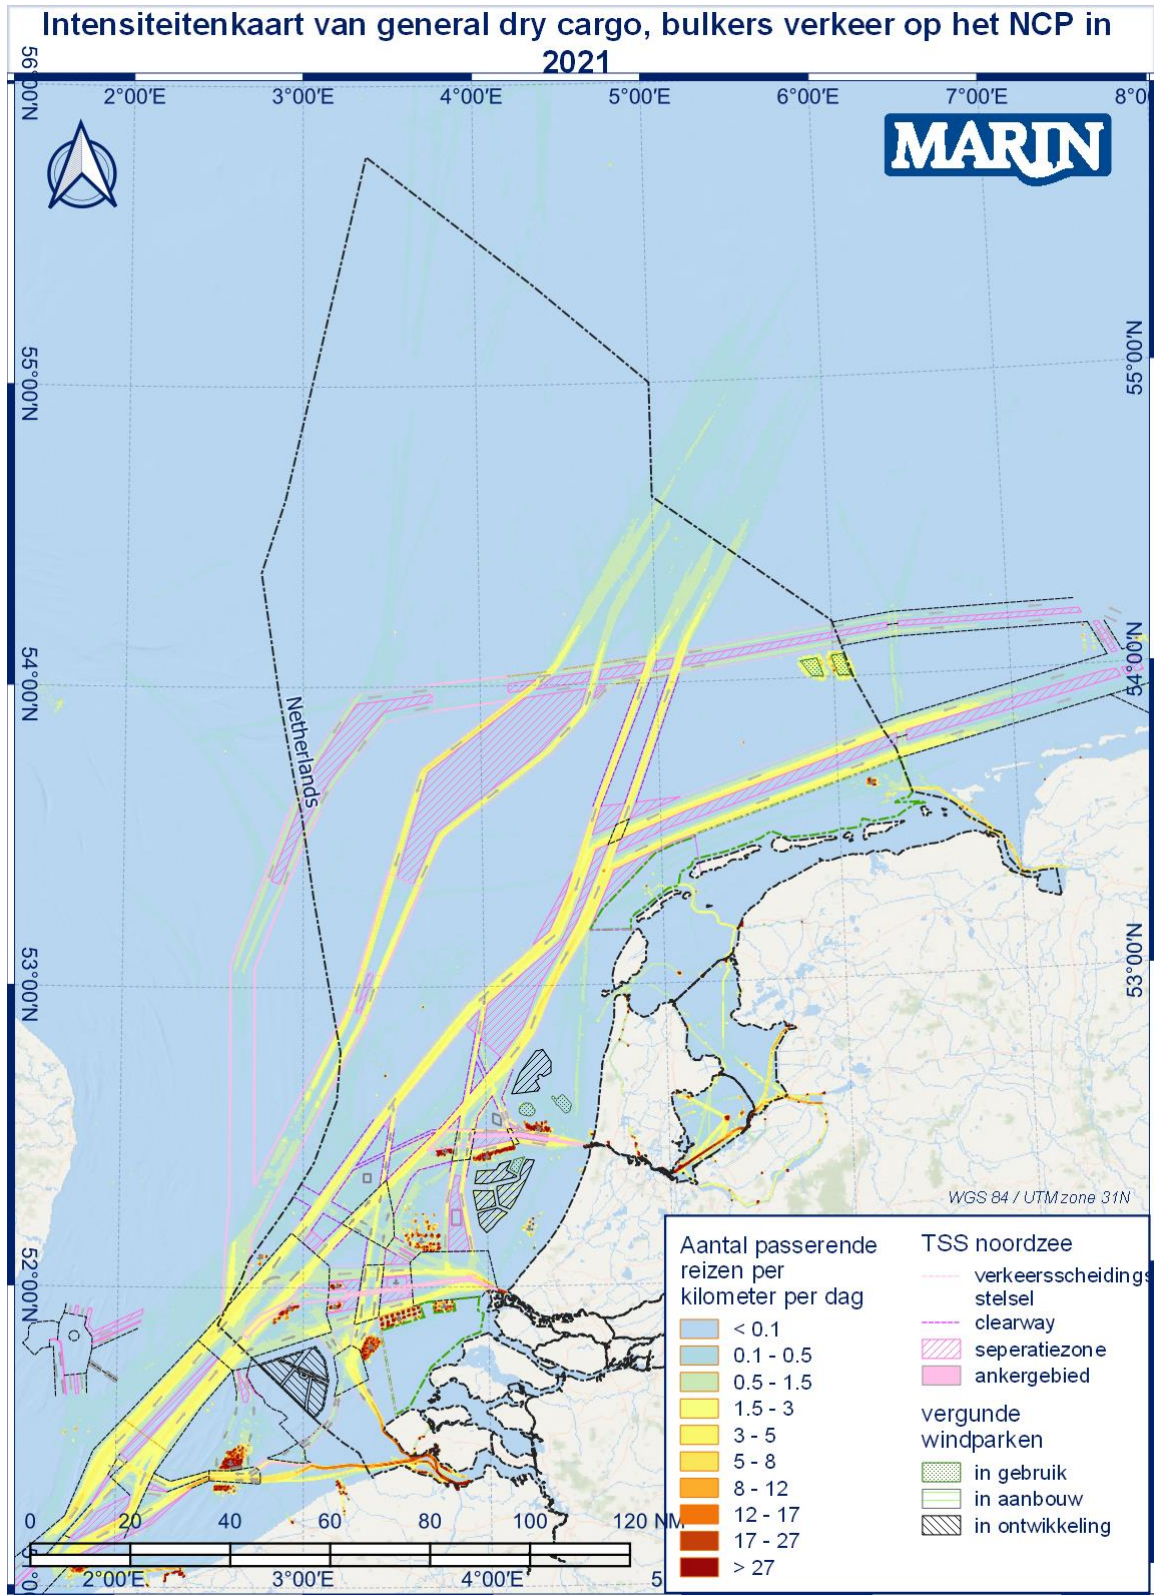 Intensiteitenkaart van general dry cargo, bulkers verkeer op het NCP in
2021
56°00'N
2°00'E
3°00'E
4°00'E
5°00'E
6°00'E
7°00'E
8°0
MARIN
55°00'N
55°00'N
54°00'N
54°00'N
Netherlands
53°00'N
53°00'N
WGS 84 / UTM zone 31N
52°00'N
Aantal passerende
reizen per
kilometer per dag
< 0.1
0.1 - 0.5
0.5 - 1.5
1.5 - 3
3 - 5
5 - 8
8 - 12
12 - 17
17 - 27
> 27
TSS noordzee
verkeersscheidings
stelsel
clearway
seperatiezone
ankergebied
vergunde
windparken
in gebruik
in aanbouw
in ontwikkeling
0
20
40
60
80
100
120 NM
2°00'E
3°00'E
4°00'E
5